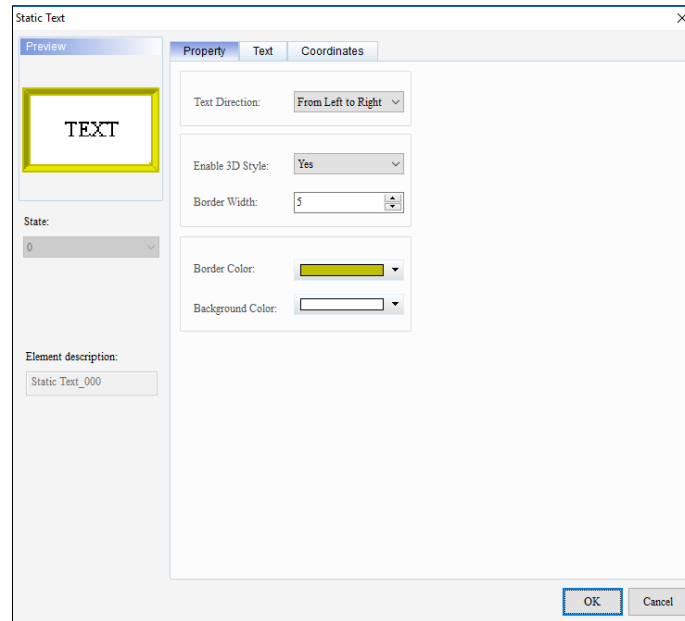 Static Text
Preview
TEXT
State:
0
Element description:
Static Text_000
Property Text Coordinates
Text Direction: From Left to Right
Enable 3D Style: Yes
Border Width: 5
Border Color:
Background Color:
OK Cancel